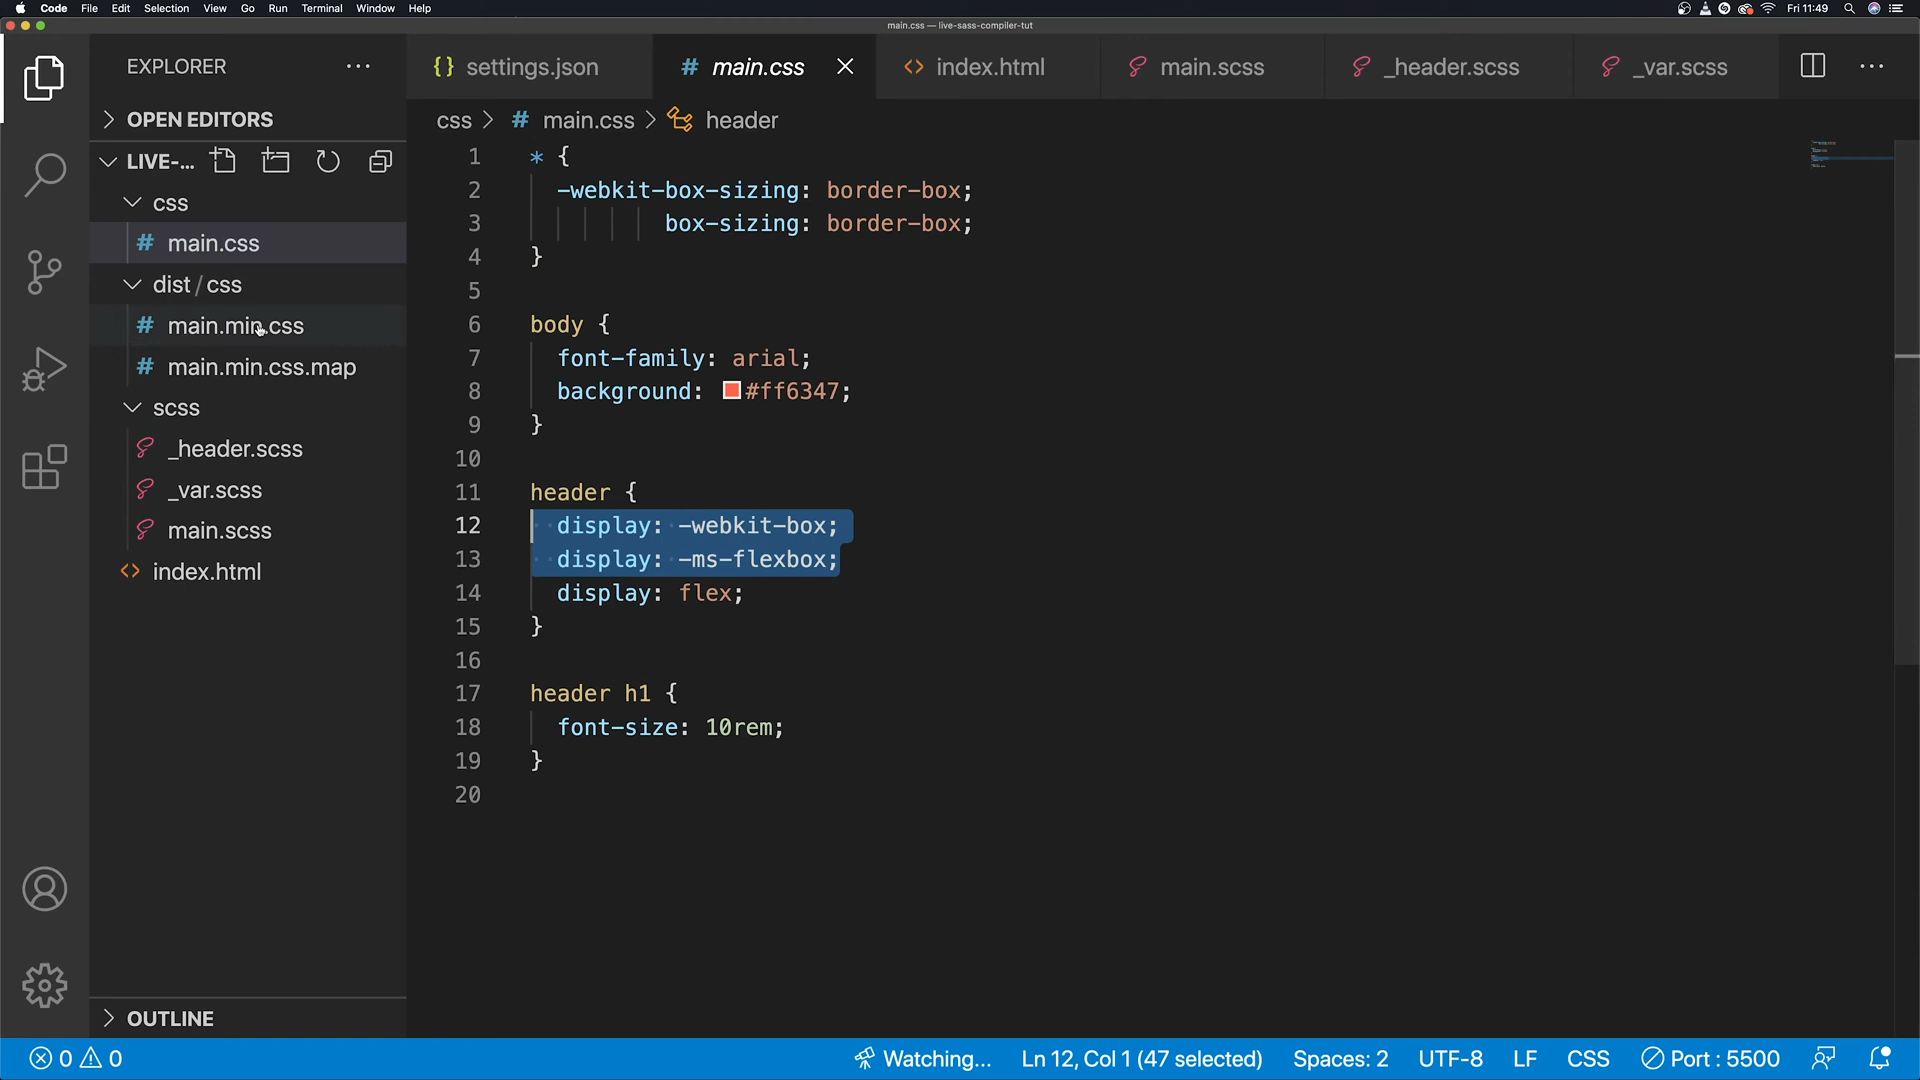 Code File Edit Selection View Go Run Terminal Window Help Fri 11:49
main.css — live-sass-compiler-tut
EXPLORER ···
{} settings.json # main.css <> index.html main.scss _header.scss _var.scss
OPEN EDITORS
css > # main.css > header
LIVE-...
css
# main.css
dist / css
# main.min.css
# main.min.css.map
scss
_header.scss
_var.scss
main.scss
<> index.html
OUTLINE
1 * {
2 -webkit-box-sizing: border-box;
3 box-sizing: border-box;
4 }
5
6 body {
7 font-family: arial;
8 background: #ff6347;
9 }
10
11 header {
12 display: -webkit-box;
13 display: -ms-flexbox;
14 display: flex;
15 }
16
17 header h1 {
18 font-size: 10rem;
19 }
20
0 0 Watching... Ln 12, Col 1 (47 selected) Spaces: 2 UTF-8 LF CSS Port : 5500